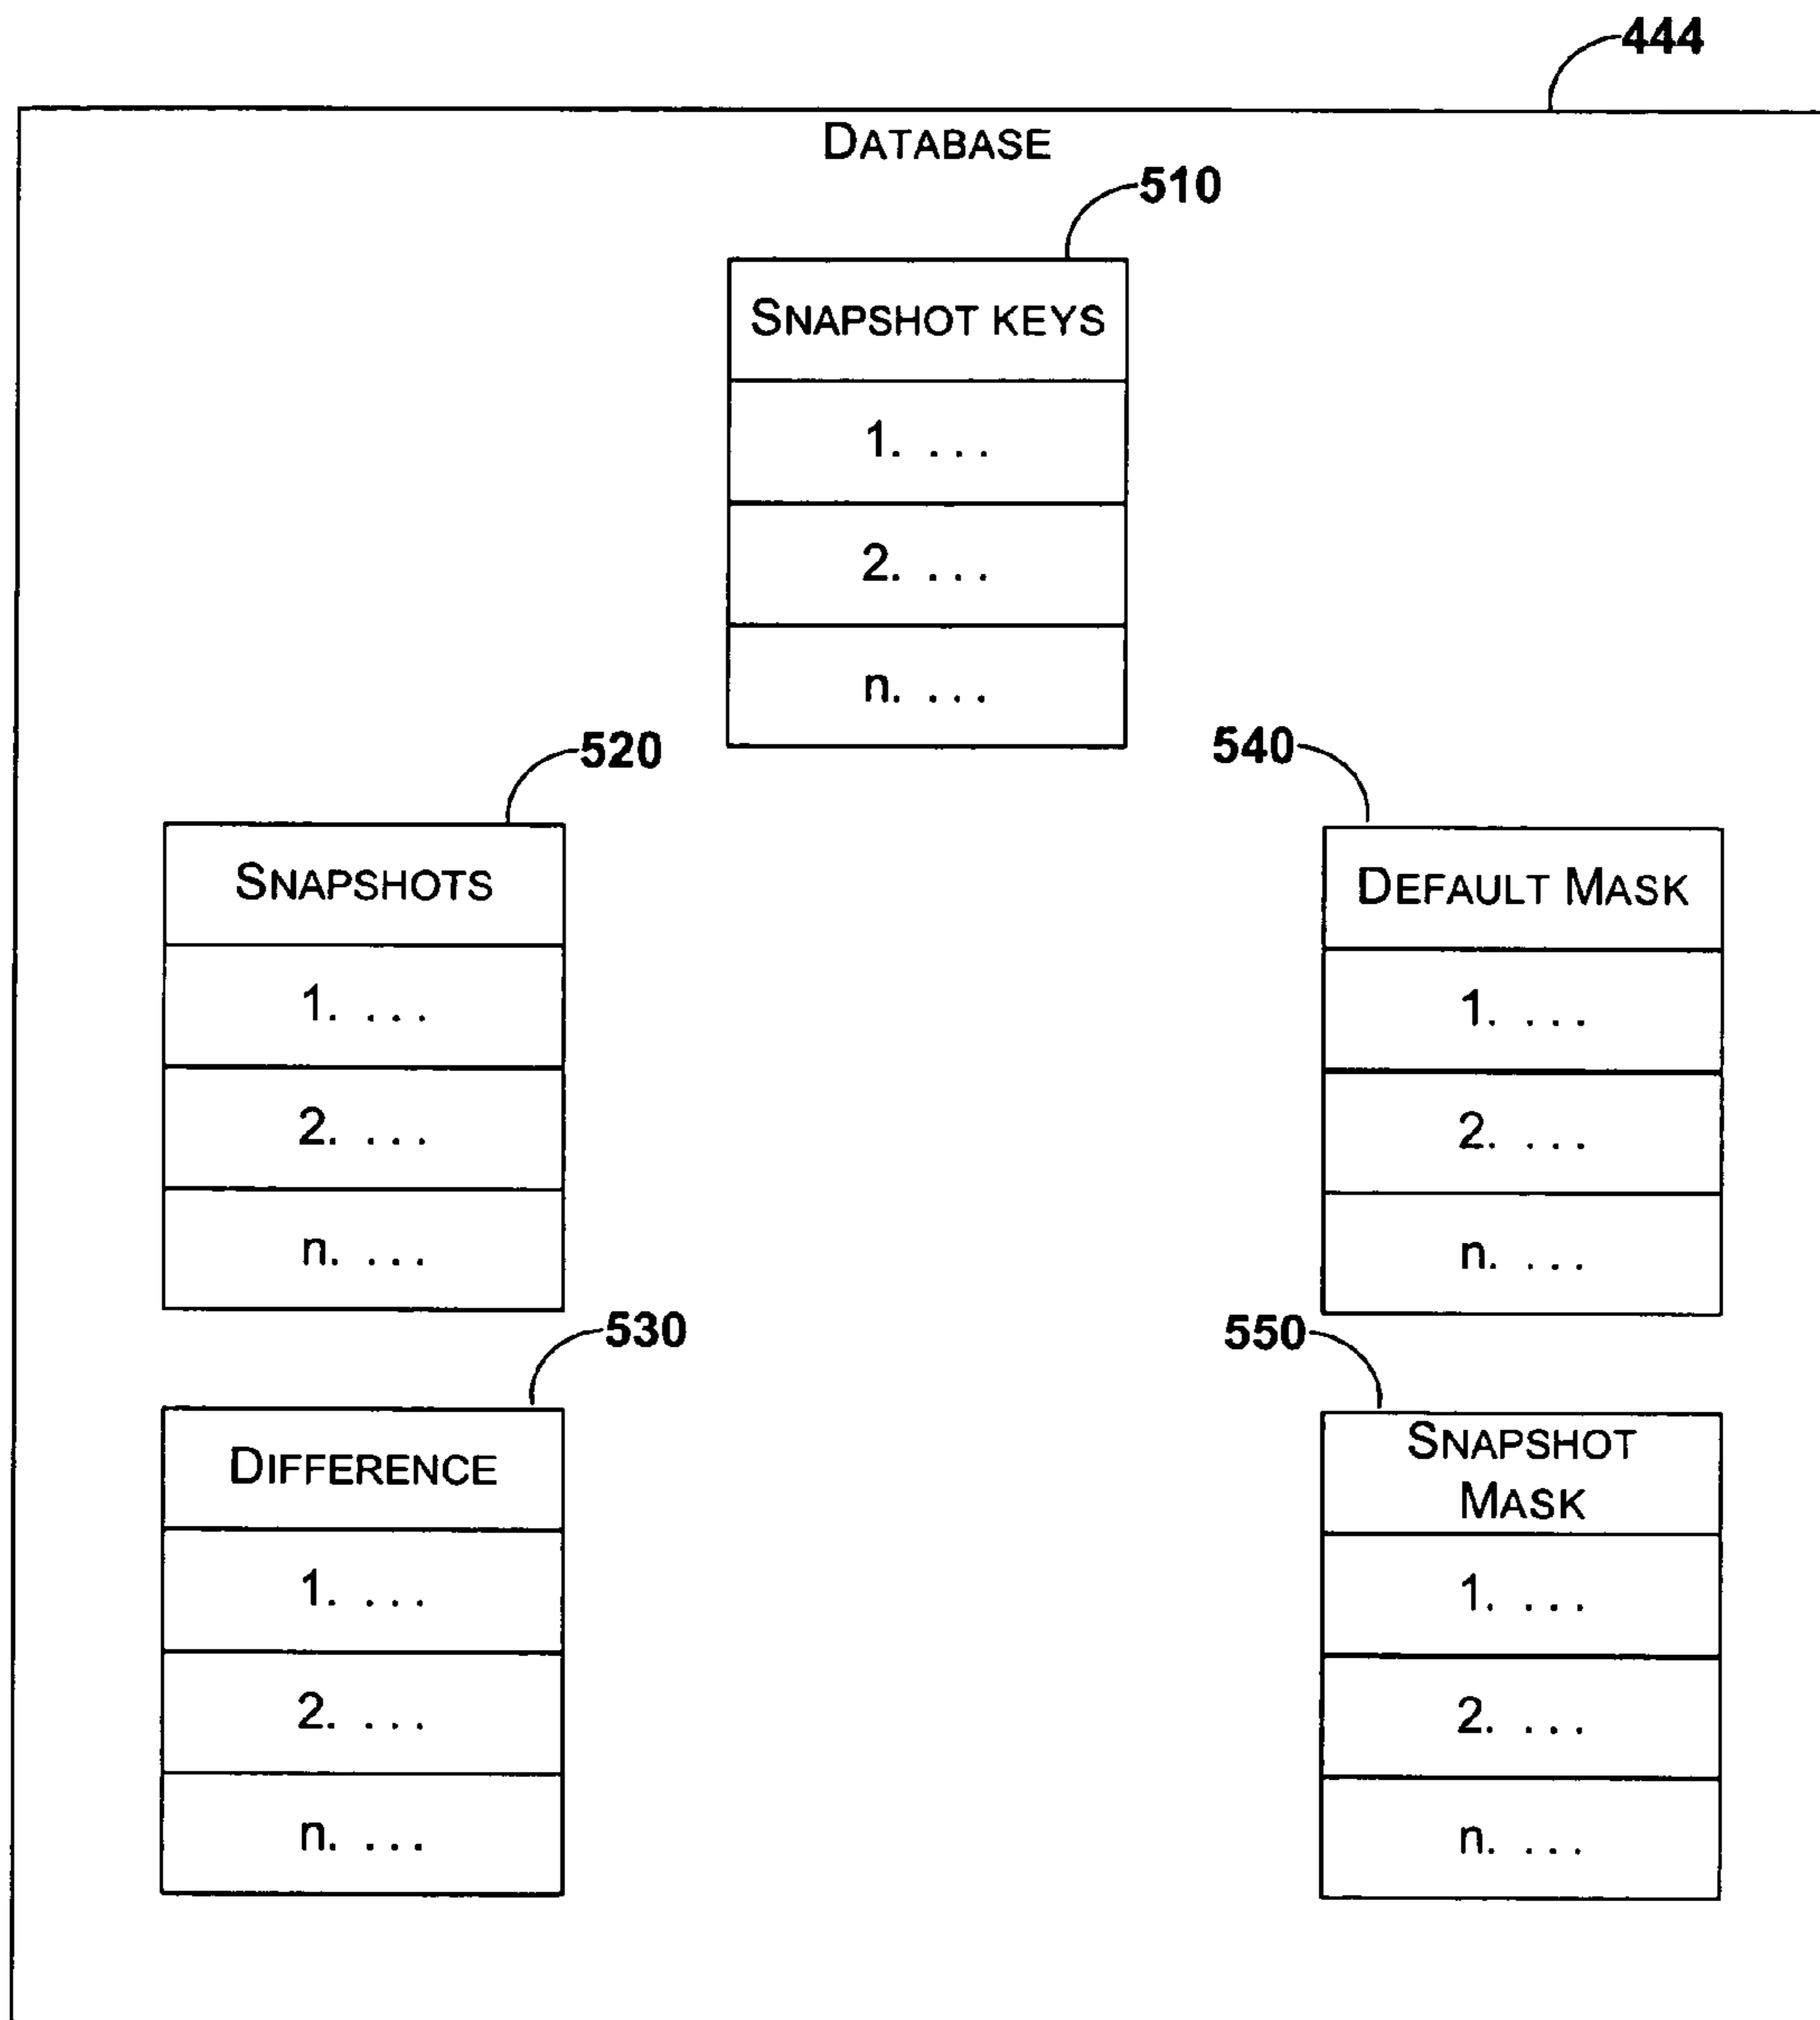 444
DATABASE
510
SNAPSHOT KEYS
1. . . .
2. . . .
n. . . .
520
SNAPSHOTS
1. . . .
2. . . .
n. . . .
540
DEFAULT MASK
1. . . .
2. . . .
n. . . .
530
DIFFERENCE
1. . . .
2. . . .
n. . . .
550
SNAPSHOT
MASK
1. . . .
2. . . .
n. . . .